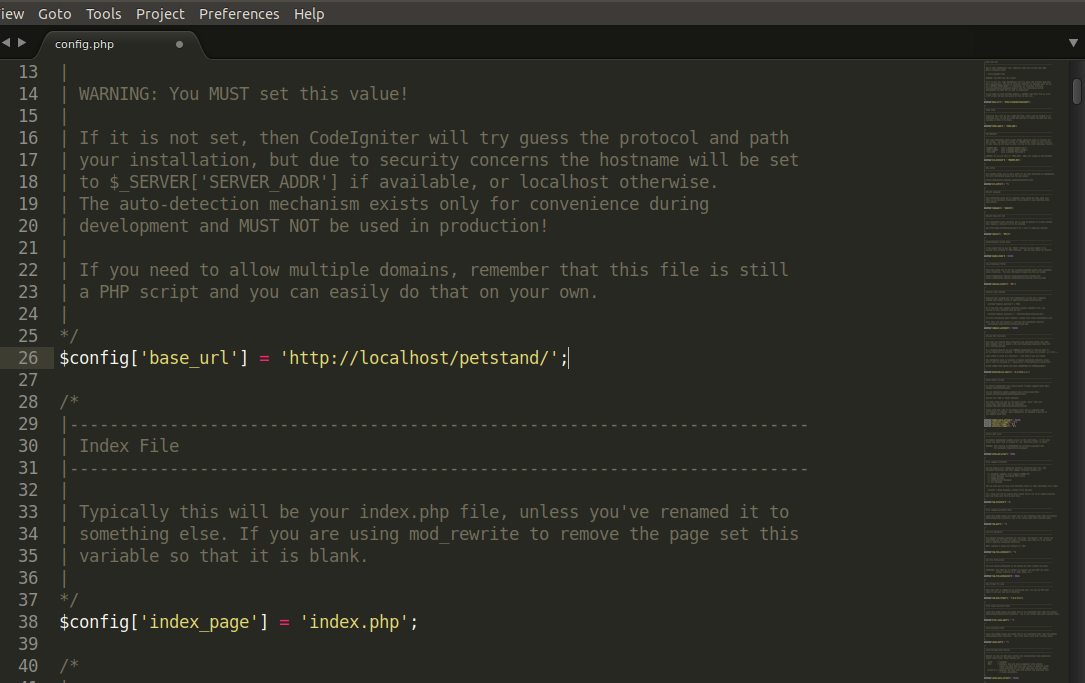 iew Goto Tools Project Preferences Help
config.php
13 |
14 | WARNING: You MUST set this value!
15 |
16 | If it is not set, then CodeIgniter will try guess the protocol and path
17 | your installation, but due to security concerns the hostname will be set
18 | to $_SERVER['SERVER_ADDR'] if available, or localhost otherwise.
19 | The auto-detection mechanism exists only for convenience during
20 | development and MUST NOT be used in production!
21 |
22 | If you need to allow multiple domains, remember that this file is still
23 | a PHP script and you can easily do that on your own.
24 |
25 */
26 $config['base_url'] = 'http://localhost/petstand/';
27
28 /*
29 |--------------------------------------------------------------------------
30 | Index File
31 |--------------------------------------------------------------------------
32 |
33 | Typically this will be your index.php file, unless you've renamed it to
34 | something else. If you are using mod_rewrite to remove the page set this
35 | variable so that it is blank.
36 |
37 */
38 $config['index_page'] = 'index.php';
39
40 /*